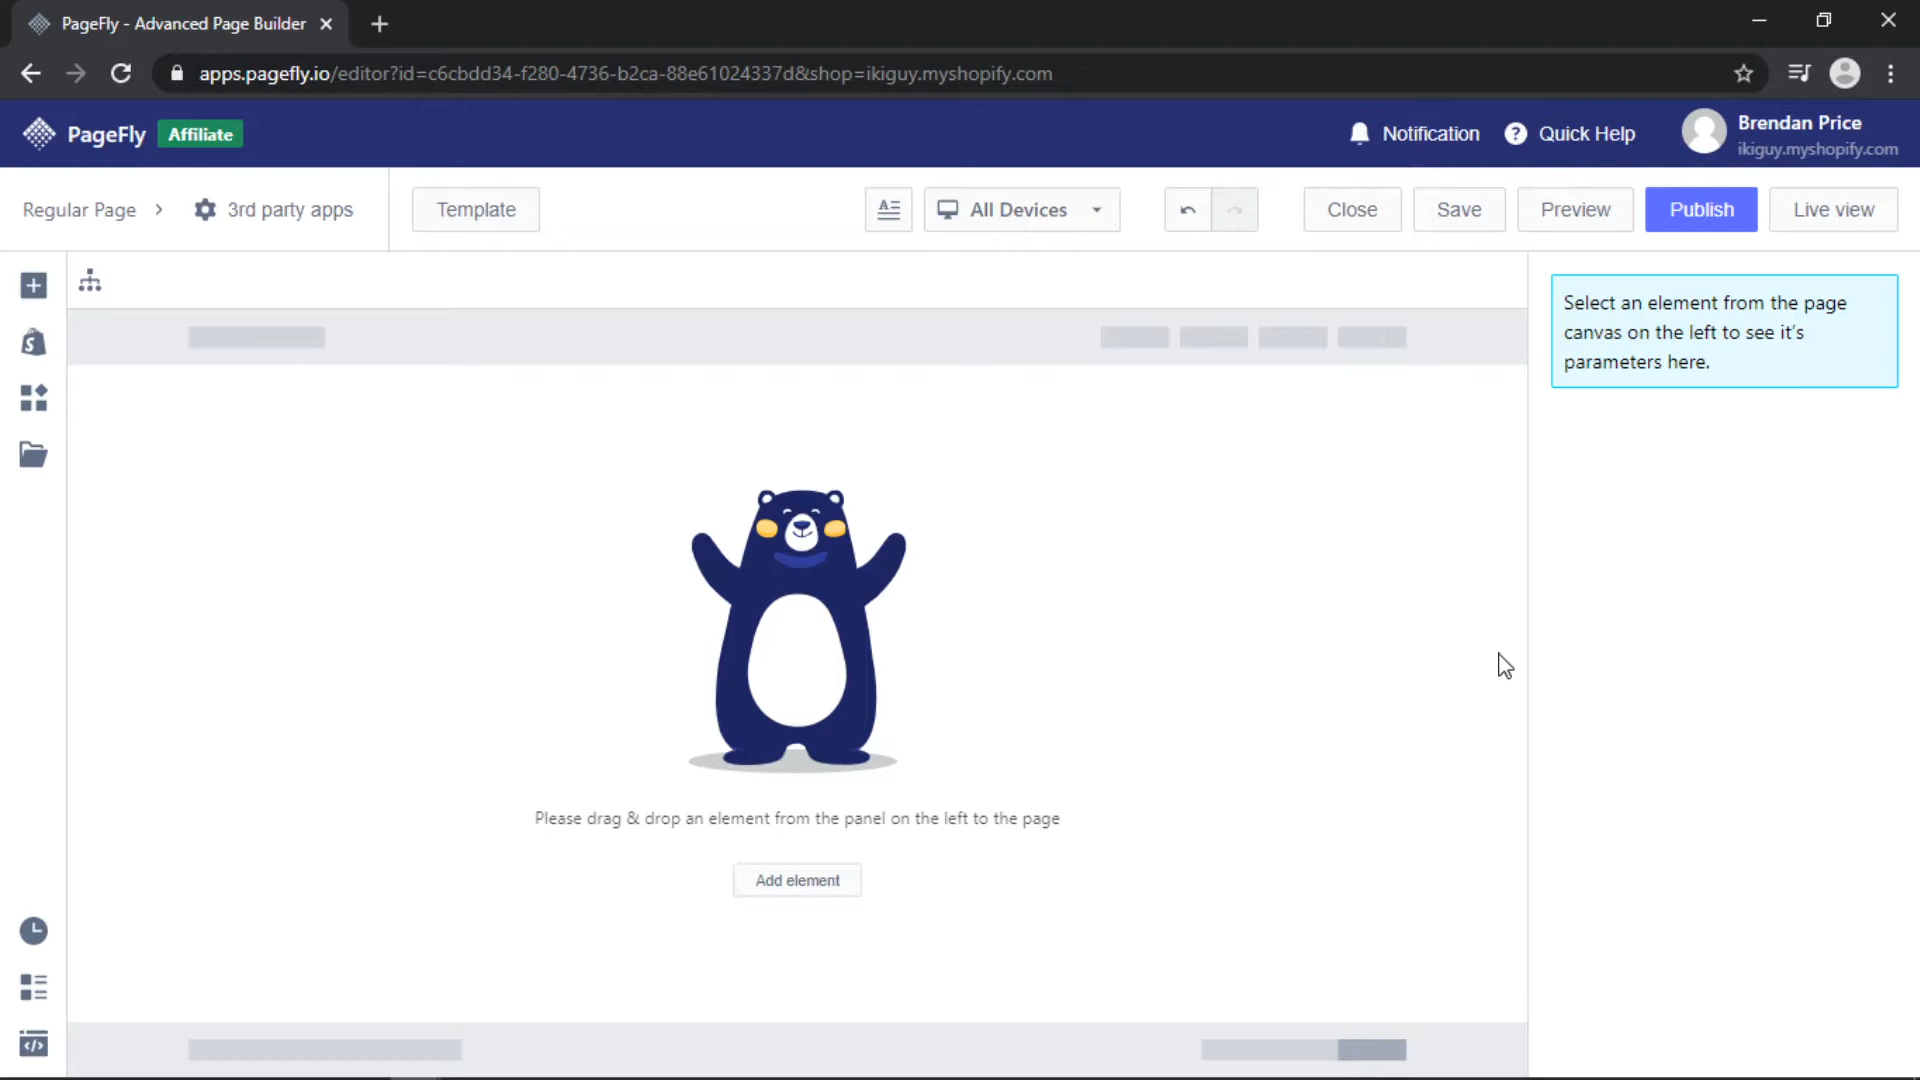 PageFly - Advanced Page Builder
apps.pagefly.io/editor?id=c6cbdd34-f280-4736-b2ca-88e61024337d&shop=ikiguy.myshopify.com
PageFly Affiliate
Notification
Quick Help
Brendan Price
ikiguy.myshopify.com
Regular Page
3rd party apps
Template
All Devices
Close
Save
Preview
Publish
Live view
Select an element from the page
canvas on the left to see it's
parameters here.
Please drag & drop an element from the panel on the left to the page
Add element